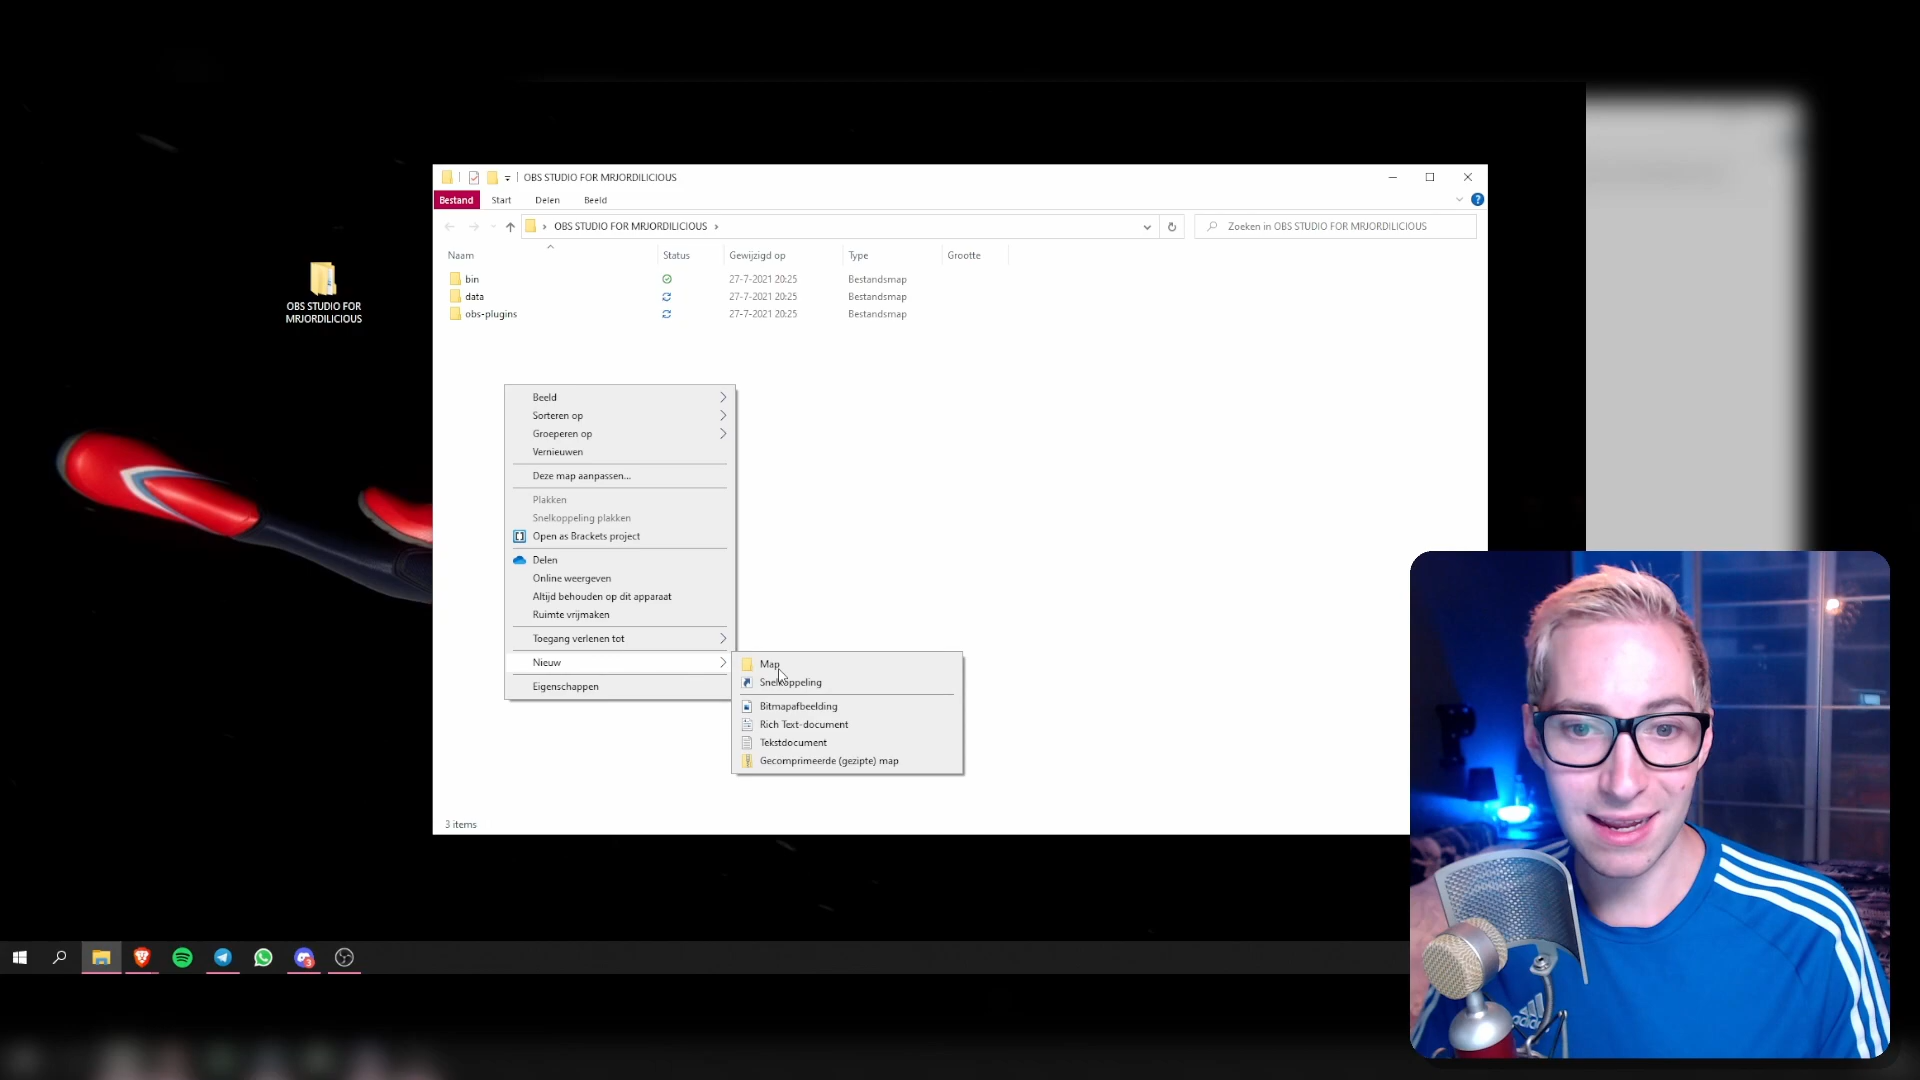 OBS STUDIO FOR MRJORDILICIOUS
Bestand Start Delen Beeld
OBS STUDIO FOR MRJORDILICIOUS
Zoeken in OBS STUDIO FOR MRJORDILICIOUS
Naam Status Gewijzigd op Type Grootte
bin 27-7-2021 20:25 Bestandsmap
data 27-7-2021 20:25 Bestandsmap
obs-plugins 27-7-2021 20:25 Bestandsmap
OBS STUDIO FOR
MRJORDILICIOUS
Beeld
Sorteren op
Groeperen op
Vernieuwen
Deze map aanpassen...
Plakken
Snelkoppeling plakken
Open as Brackets project
Delen
Online weergeven
Altijd behouden op dit apparaat
Ruimte vrijmaken
Toegang verlenen tot
Nieuw
Eigenschappen
Map
Snelkoppeling
Bitmapafbeelding
Rich Text-document
Tekstdocument
Gecomprimeerde (gezipte) map
3 items
3
adidas